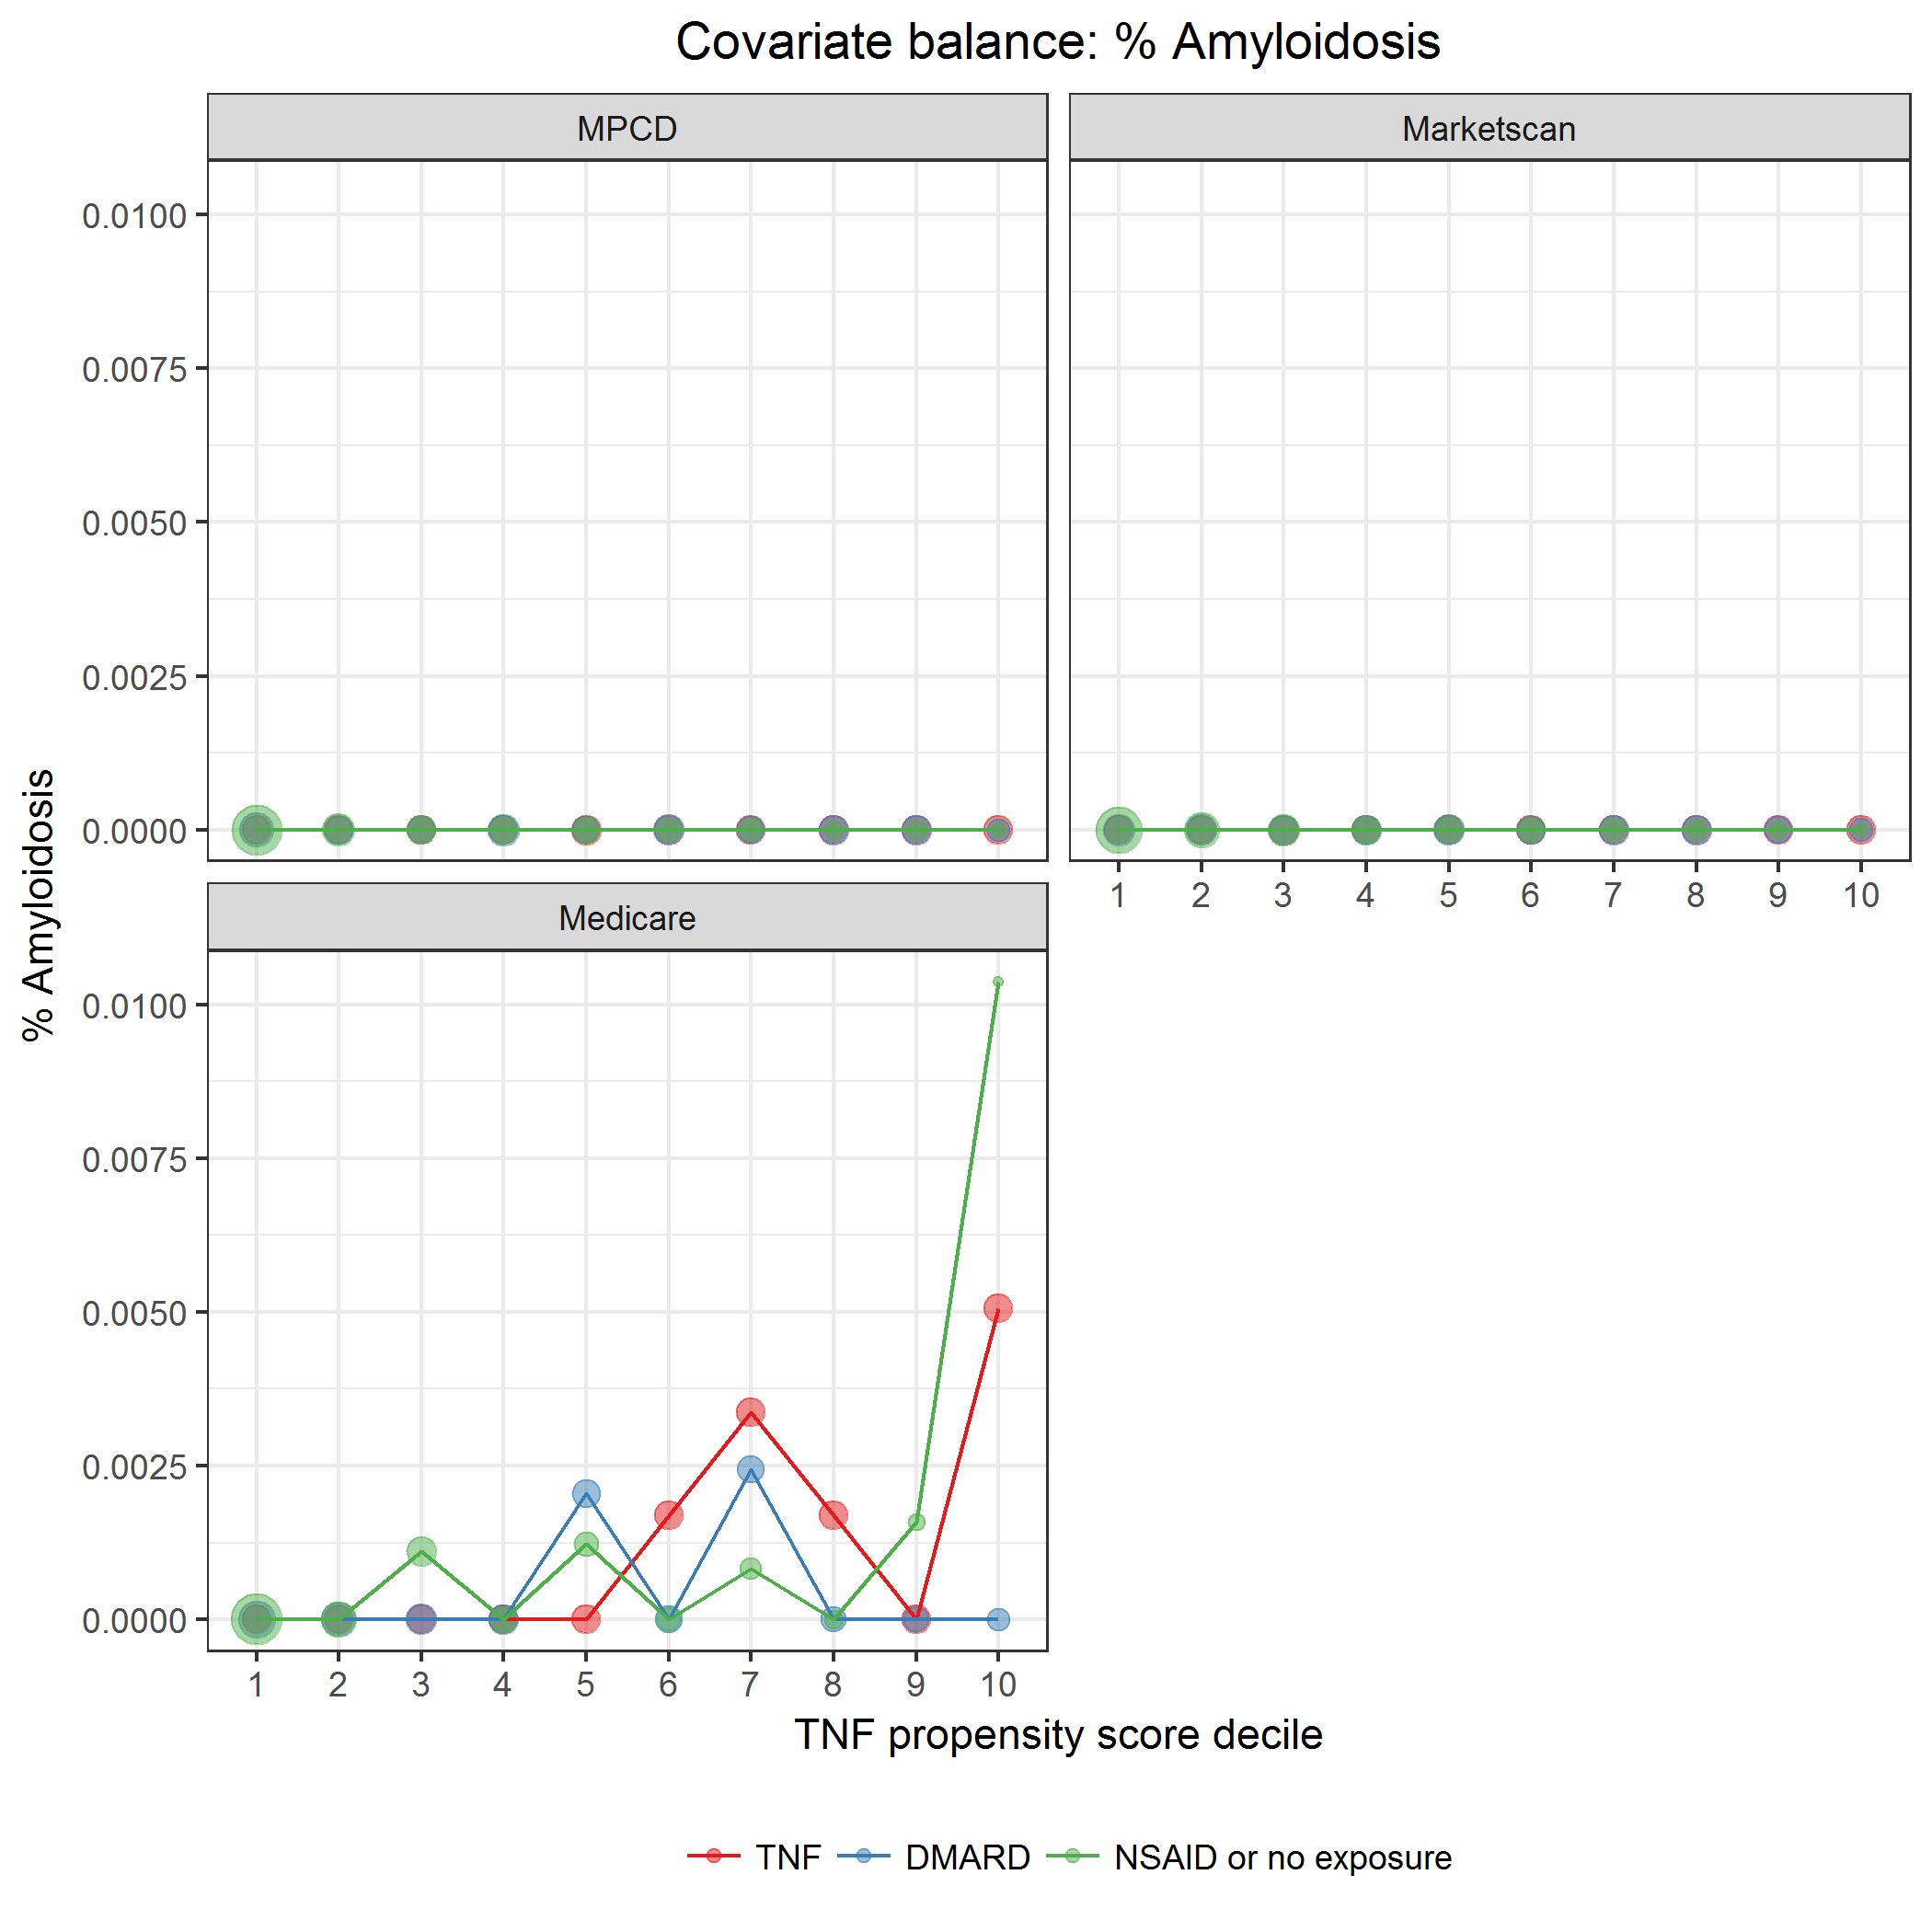 Covariate balance: % Amyloidosis
MPCD
Marketscan
0.0100
0.0075
0.0050
0.0025
0.0000
1 2 3 4 5 6 7 8 9 10
Medicare
0.0100
0.0075
0.0050
0.0025
0.0000
1 2 3 4 5 6 7 8 9 10
% Amyloidosis
TNF propensity score decile
TNF DMARD NSAID or no exposure